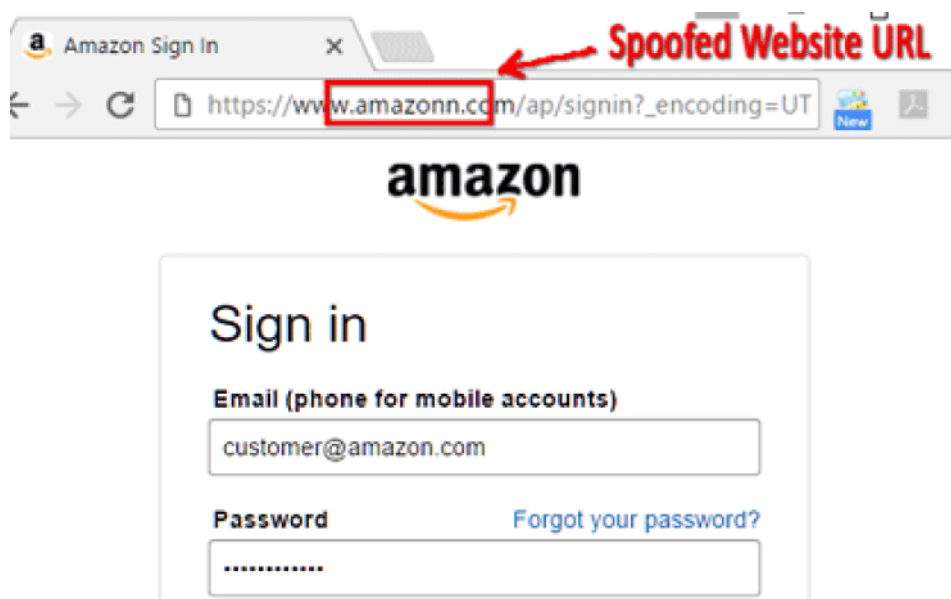 Amazon Sign In
Spoofed Website URL
https://www.amazonn.com/ap/signin?_encoding=UT
New
amazon
Sign in
Email (phone for mobile accounts)
customer@amazon.com
Password Forgot your password?
............